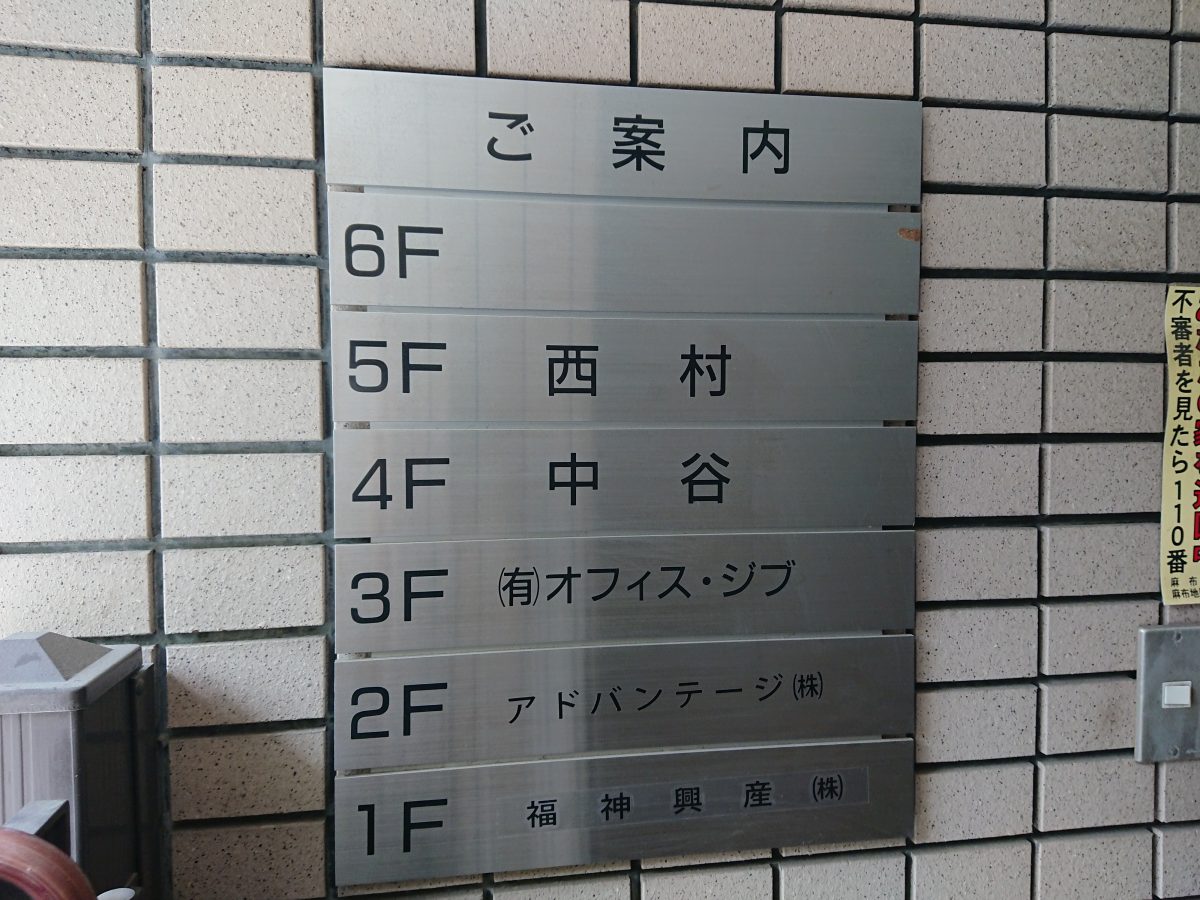 ご案内
6F
5F 西村
4F 中谷
3F ㈲オフィス・ジブ
2F アドバンテージ㈱
1F 福神興産㈱
不審者を見たら110番